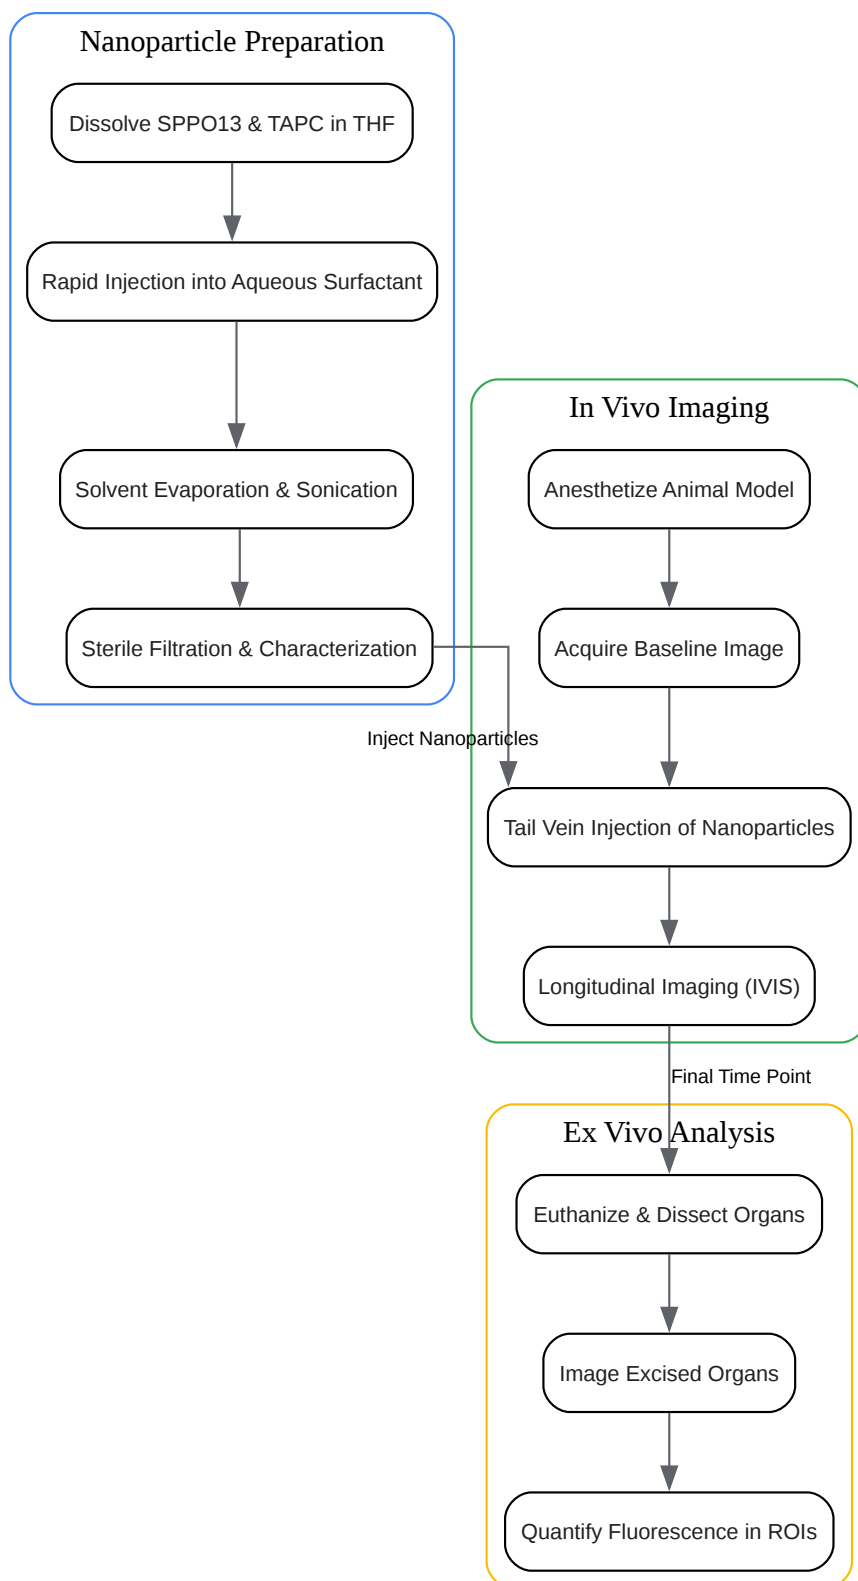 Nanoparticle Preparation
Dissolve SPPO13 & TAPC in THF
Rapid Injection into Aqueous Surfactant
Solvent Evaporation & Sonication
Sterile Filtration & Characterization
Inject Nanoparticles
In Vivo Imaging
Anesthetize Animal Model
Acquire Baseline Image
Tail Vein Injection of Nanoparticles
Longitudinal Imaging (IVIS)
Final Time Point
Ex Vivo Analysis
Euthanize & Dissect Organs
Image Excised Organs
Quantify Fluorescence in ROIs